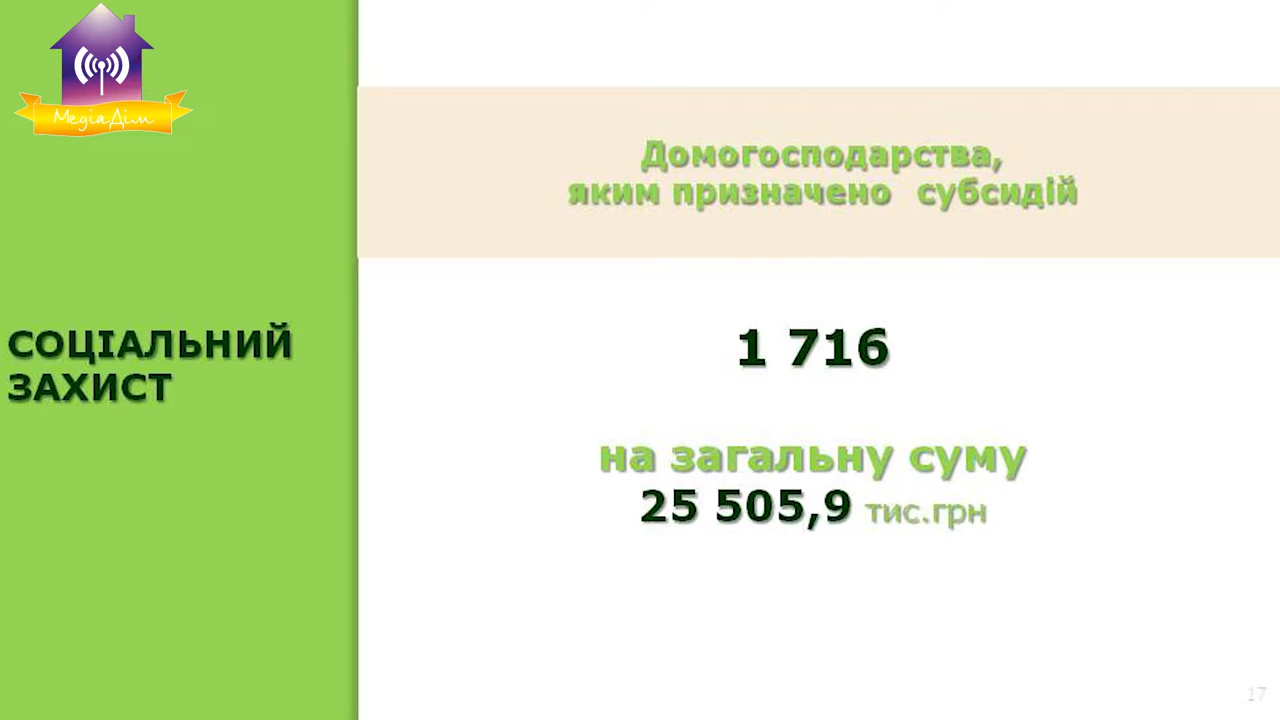 МедіаДім
Домогосподарства,
яким призначено субсидій
СОЦІАЛЬНИЙ
ЗАХИСТ
1 716
на загальну суму
25 505,9 тис.грн
17